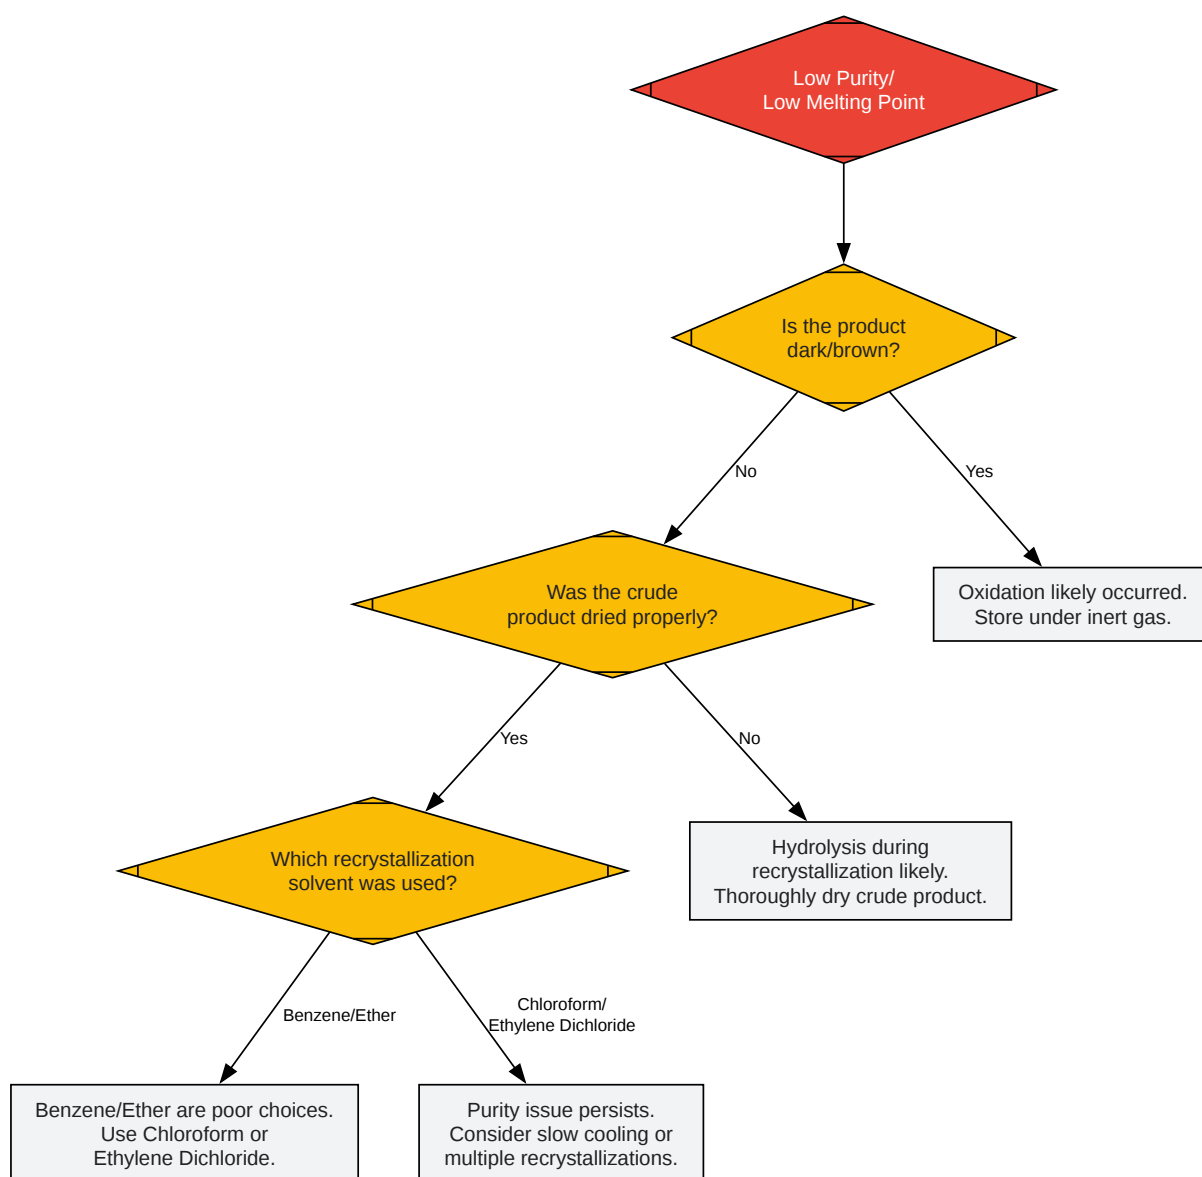 Low Purity/
Low Melting Point
Is the product
dark/brown?
No
Yes
Was the crude
product dried properly?
Oxidation likely occurred.
Store under inert gas.
Yes
No
Which recrystallization
solvent was used?
Hydrolysis during
recrystallization likely.
Thoroughly dry crude product.
Benzene/Ether
Chloroform/
Ethylene Dichloride
Benzene/Ether are poor choices.
Use Chloroform or
Ethylene Dichloride.
Purity issue persists.
Consider slow cooling or
multiple recrystallizations.